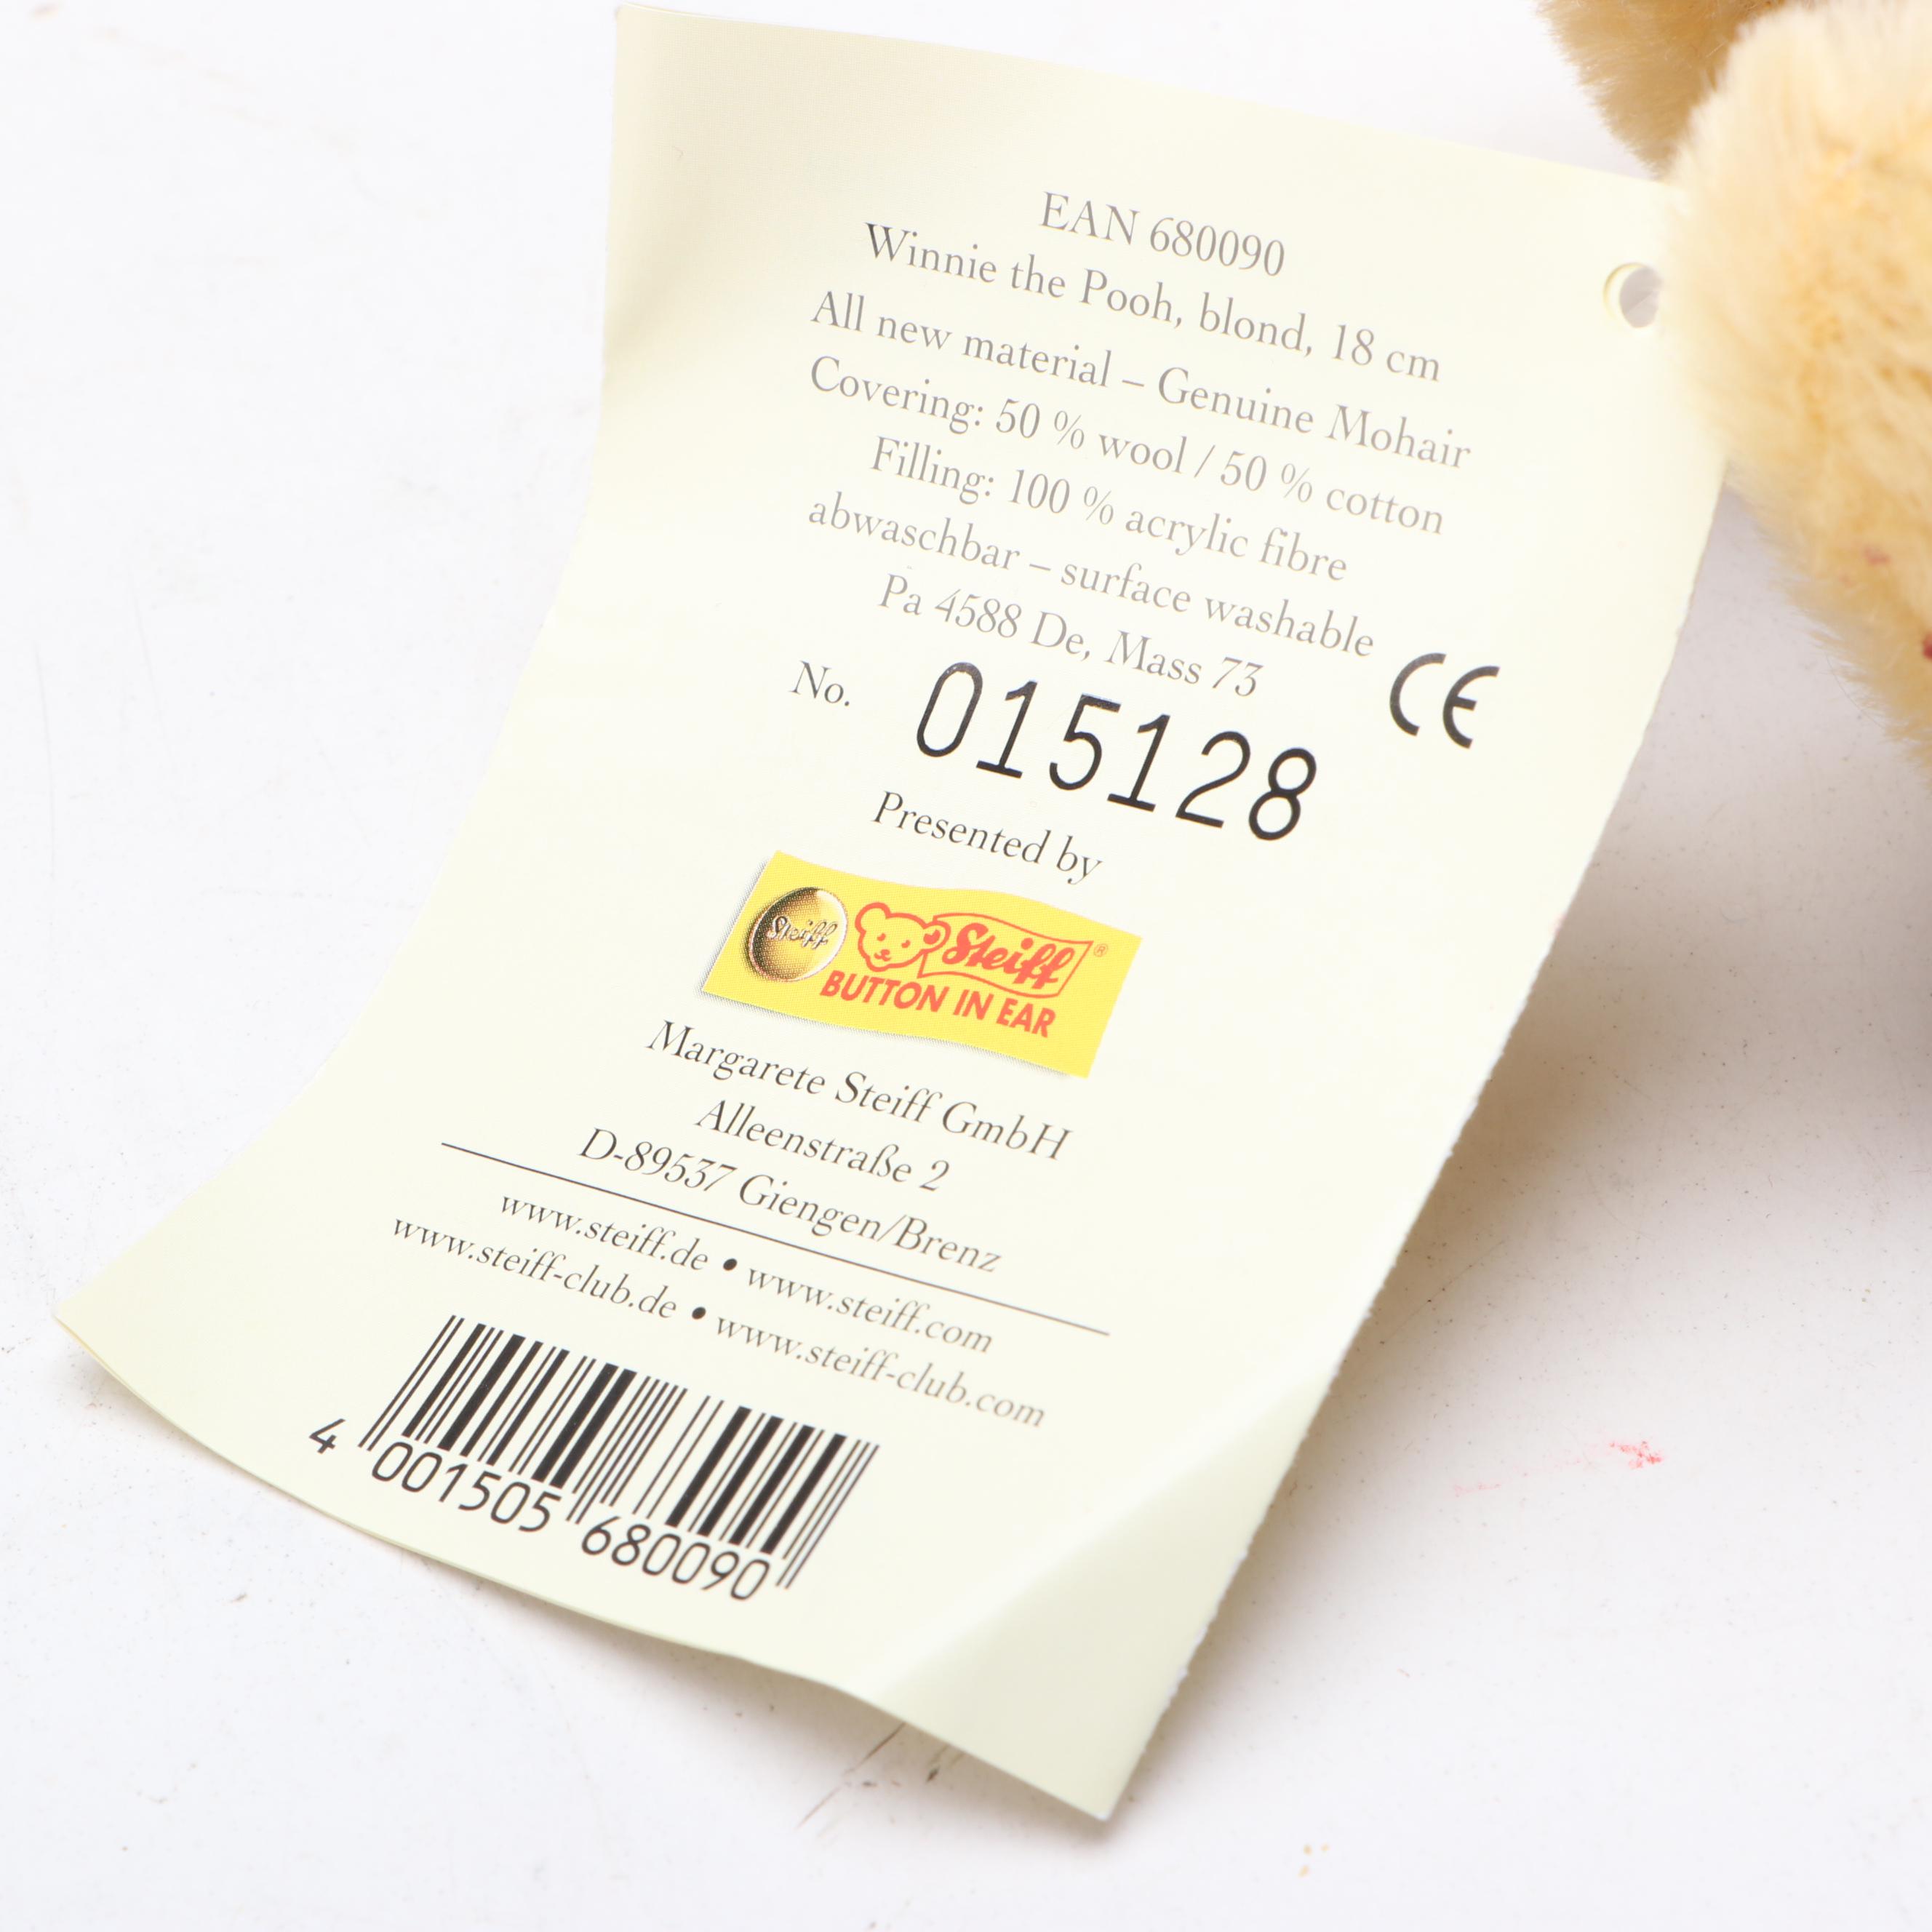 EAN 680090
Winnie the Pooh, blond, 18 cm
All new material – Genuine Mohair
Covering: 50 % wool / 50 % cotton
Filling: 100 % acrylic fibre
abwaschbar – surface washable
Pa 4588 De, Mass 73
CE
No. 015128
Presented by
Steiff
Steiff®
BUTTON IN EAR
Margarete Steiff GmbH
Alleenstraße 2
D-89537 Giengen/Brenz
www.steiff.de • www.steiff.com
www.steiff-club.de • www.steiff-club.com
4 001505 680090